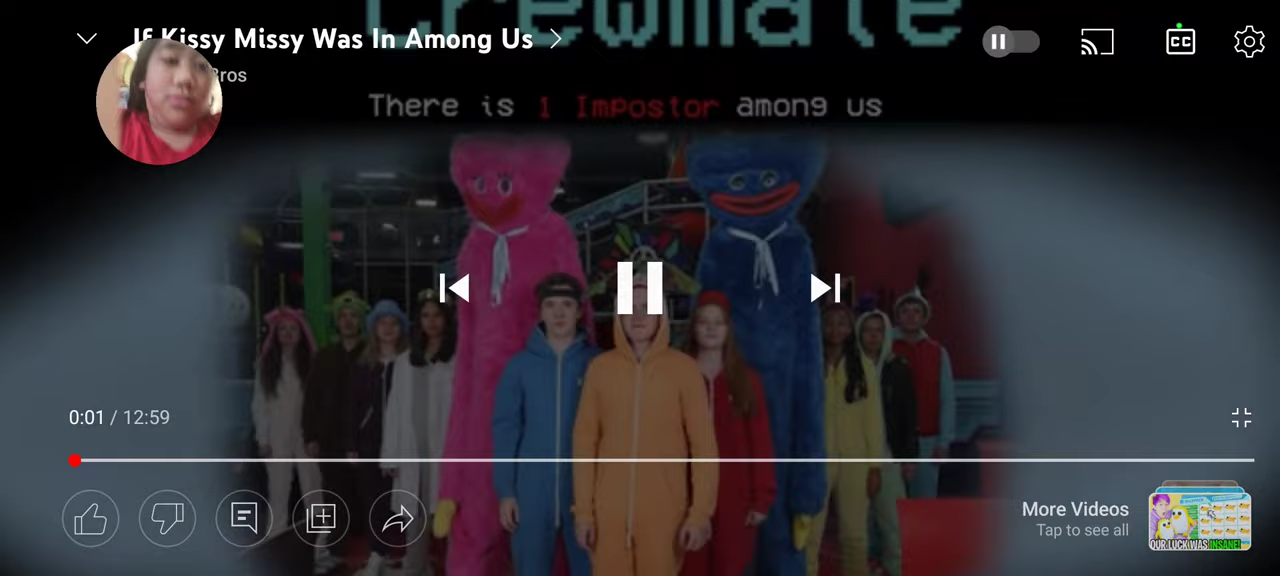 Crewmate
If Kissy Missy Was In Among Us
Bros
CC
There is 1 Impostor among us
0:01 / 12:59
More Videos
Tap to see all
OUR LUCK WAS INSANE!